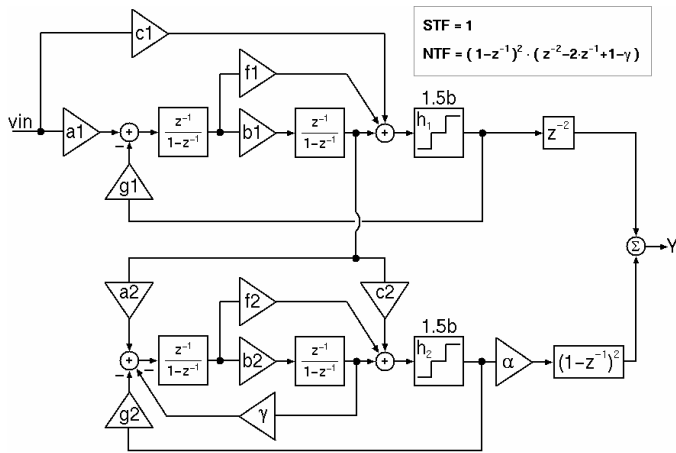 c1
STF = 1
NTF = ( 1−z⁻¹)² · ( z⁻²−2·z⁻¹+1−γ )
f1
1.5b
vin
a1
+
−
z⁻¹
1−z⁻¹
b1
z⁻¹
1−z⁻¹
+
h₁
z⁻²
g1
Σ
Y
a2
c2
f2
1.5b
+
−
−
z⁻¹
1−z⁻¹
b2
z⁻¹
1−z⁻¹
+
h₂
α
(1−z⁻¹)²
g2
γ